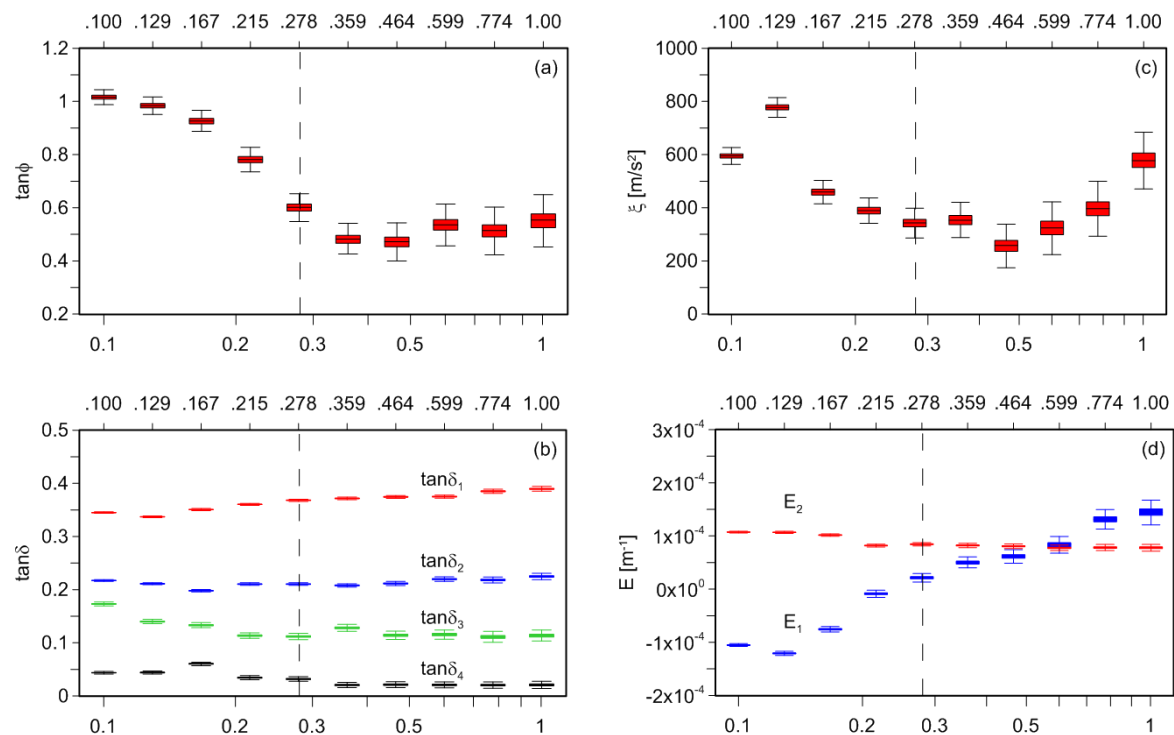 .100 .129 .167 .215 .278 .359 .464 .599 .774 1.00
1.2
1
0.8
0.6
0.4
0.2
tanϕ
(a)
0.1 0.2 0.3 0.5 1
.100 .129 .167 .215 .278 .359 .464 .599 .774 1.00
1000
800
600
400
200
0
ξ [m/s²]
(c)
0.1 0.2 0.3 0.5 1
.100 .129 .167 .215 .278 .359 .464 .599 .774 1.00
0.5
0.4
0.3
0.2
0.1
0
tanδ
(b)
tanδ₁
tanδ₂
tanδ₃
tanδ₄
0.1 0.2 0.3 0.5 1
.100 .129 .167 .215 .278 .359 .464 .599 .774 1.00
3x10⁻⁴
2x10⁻⁴
1x10⁻⁴
0x10⁰
-1x10⁻⁴
-2x10⁻⁴
E [m⁻¹]
(d)
E₂
E₁
0.1 0.2 0.3 0.5 1